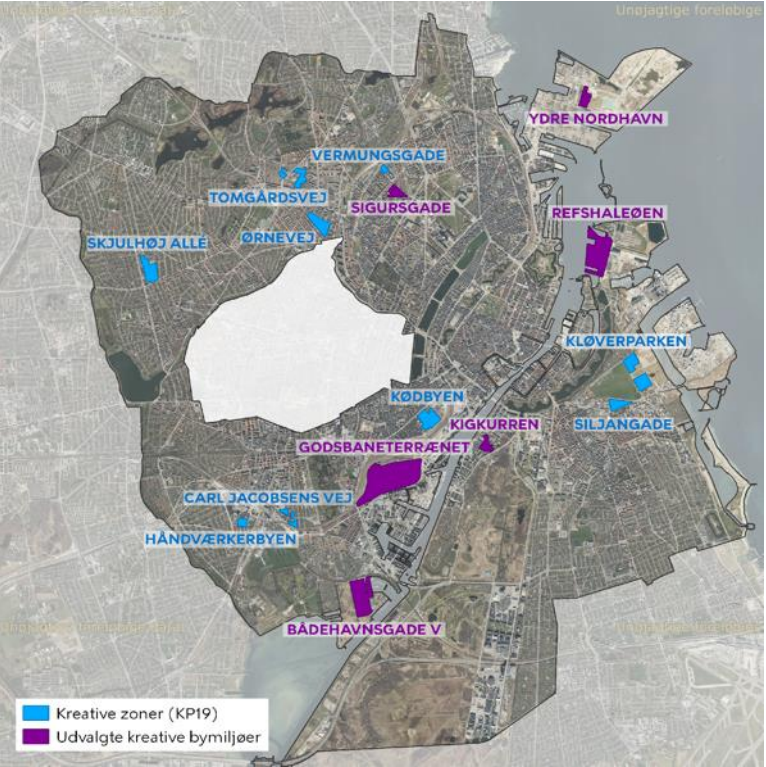 Unøjagtige foreløbige
YDRE NORDHAVN
VERMUNGSGADE
TOMGÅRDSVEJ
SIGURSGADE
REFSHALEØEN
ØRNEVEJ
SKJULHØJ ALLÉ
KLØVERPARKEN
KØDBYEN
KIGKURREN
SILJANGADE
GODSBANETERRÆNET
CARL JACOBSENS VEJ
HÅNDVÆRKERBYEN
BÅDEHAVNSGADE V
Kreative zoner (KP19)
Udvalgte kreative bymiljøer